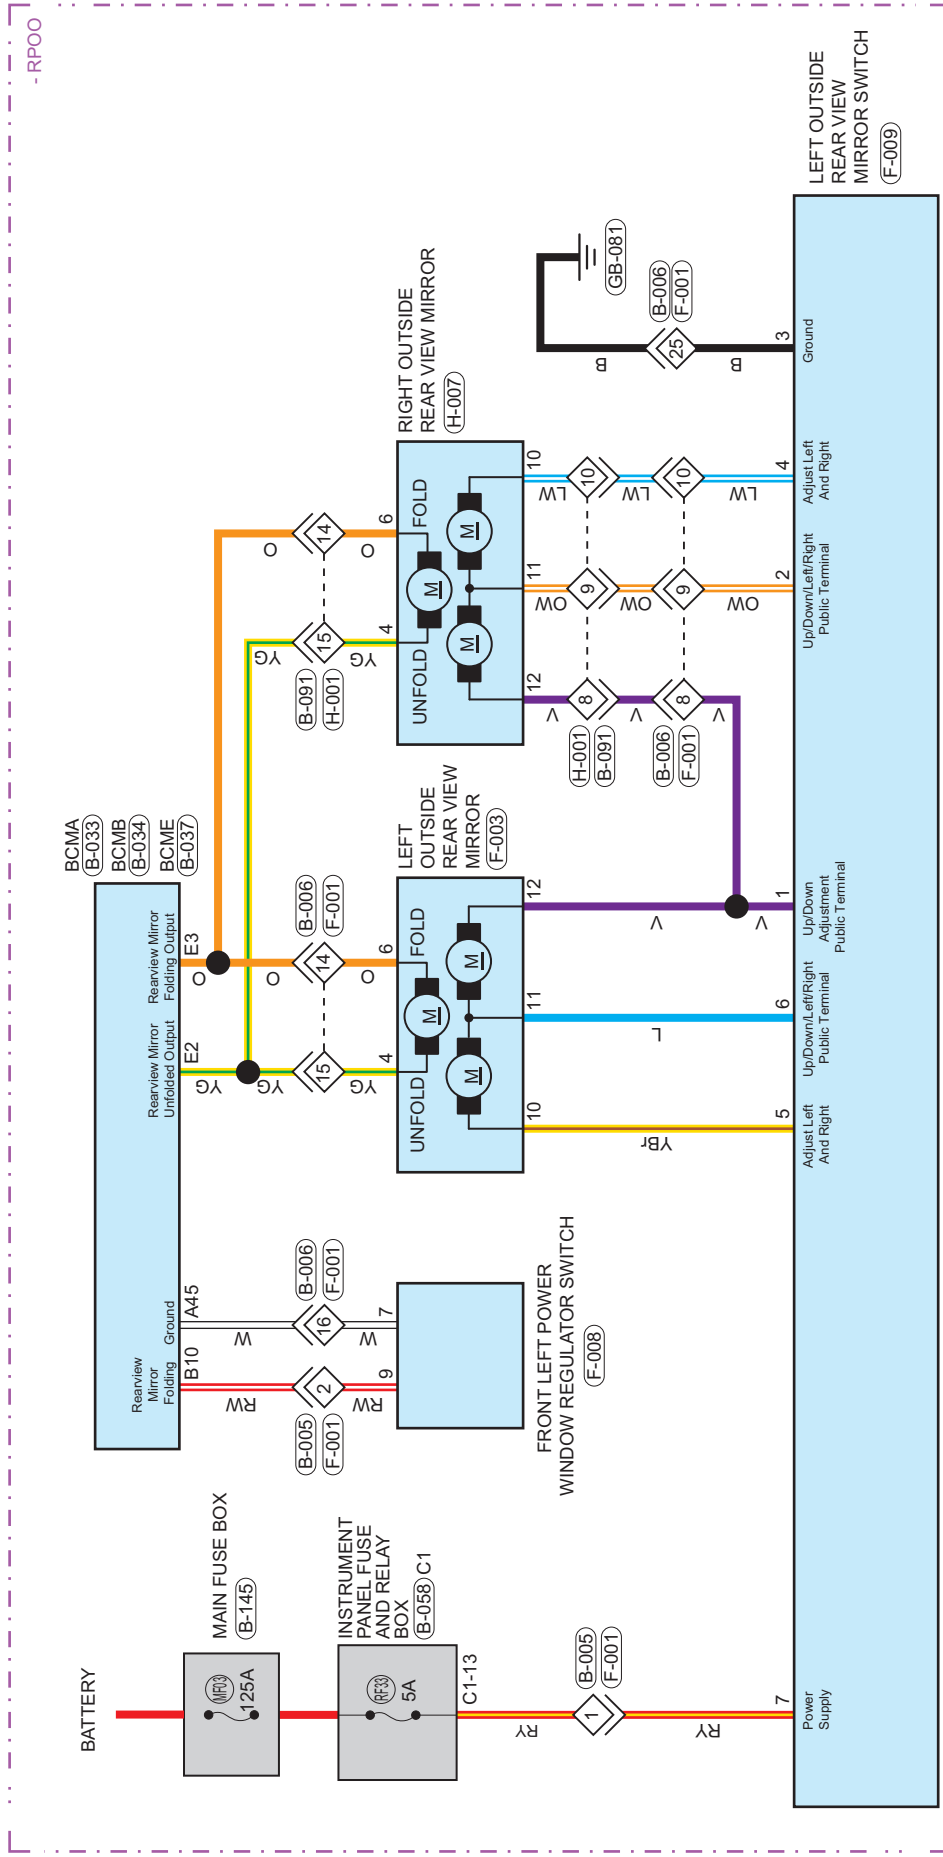 - RPOO
BATTERY
MAIN FUSE BOX
B-145
MF03
125A
INSTRUMENT
PANEL FUSE
AND RELAY
BOX
B-058 C1
RF33
5A
C1-13
RY
1
B-005
F-001
RY
7
Power
Supply
BCMA
B-033
BCMB
B-034
BCME
B-037
Rearview
Mirror
Folding
B10
Ground
A45
Rearview Mirror
Unfolded Output
E2
Rearview Mirror
Folding Output
E3
RW
2
B-005
F-001
RW
9
W
16
B-006
F-001
W
7
FRONT LEFT POWER
WINDOW REGULATOR SWITCH
F-008
YG
YG
15
YG
4
O
O
14
B-006
F-001
O
6
LEFT
OUTSIDE
REAR VIEW
MIRROR
F-003
UNFOLD
FOLD
M
M
M
10
11
12
YBr
L
V
V
5
Adjust Left
And Right
6
Up/Down/Left/Right
Public Terminal
1
Up/Down
Adjustment
Public Terminal
YG
15
B-091
H-001
YG
4
O
14
O
6
RIGHT OUTSIDE
REAR VIEW MIRROR
H-007
UNFOLD
FOLD
M
M
M
12
11
10
V
OW
LW
8
9
10
H-001
B-091
V
OW
LW
8
9
10
B-006
F-001
V
OW
LW
2
Up/Down/Left/Right
Public Terminal
4
Adjust Left
And Right
GB-081
B
25
B-006
F-001
B
3
Ground
LEFT OUTSIDE
REAR VIEW
MIRROR SWITCH
F-009